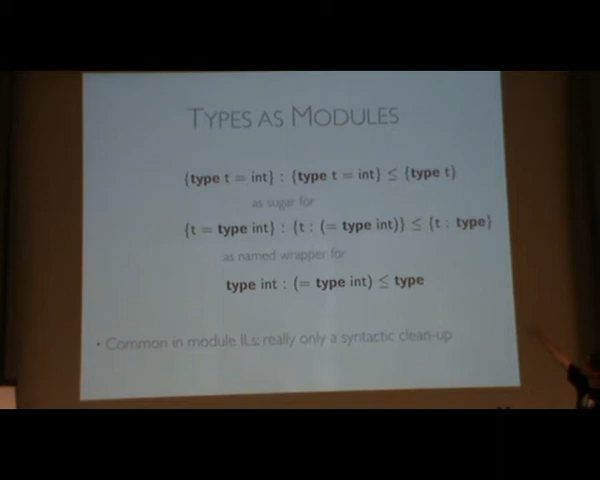 TYPES AS MODULES
{type t = int} : {type t = int} ≤ {type t}
as sugar for
{t = type int} : {t : (= type int)} ≤ {t : type}
as named wrapper for
type int : (= type int) ≤ type
• Common in module ILs; really only a syntactic clean-up